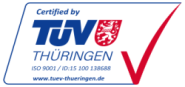 Certified by
TÜV
THÜRINGEN
ISO 9001 / ID:15 100 138688
www.tuev-thueringen.de